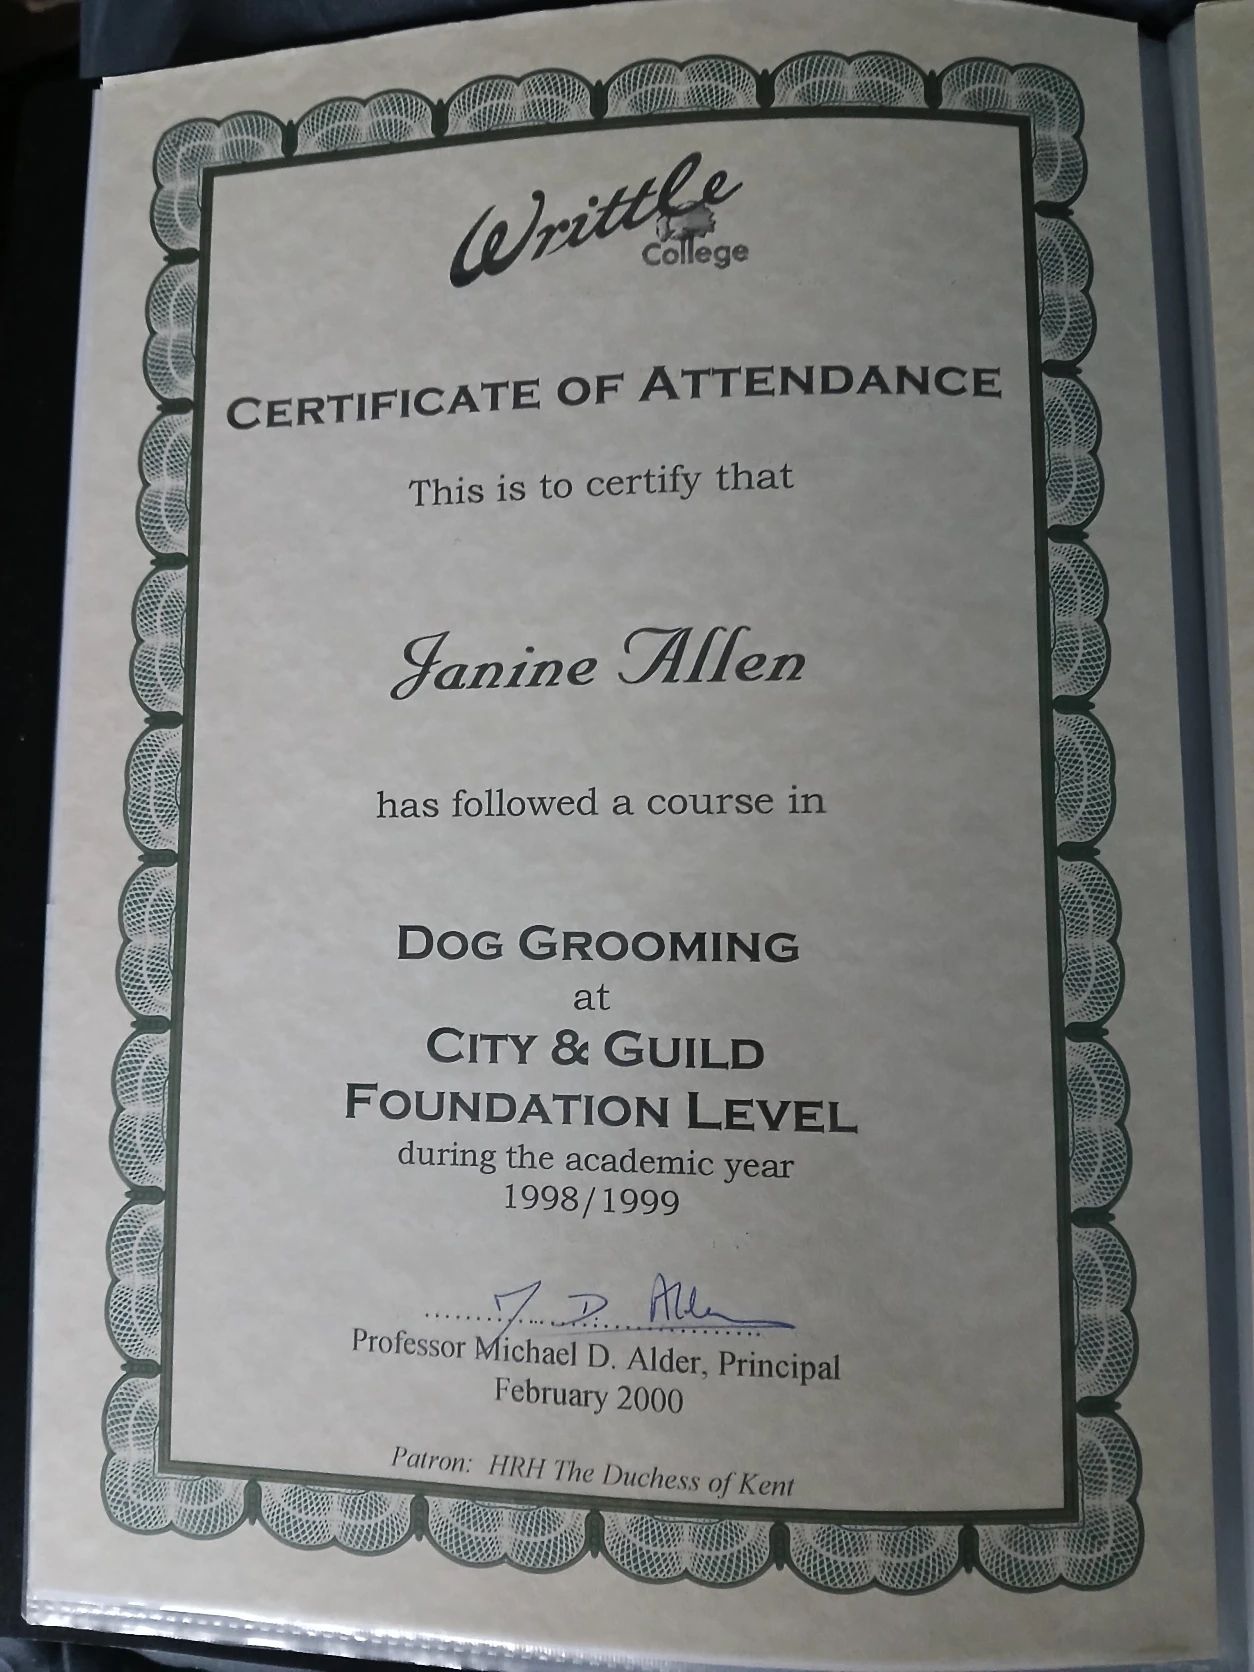 Writtle
College
CERTIFICATE OF ATTENDANCE
This is to certify that
Janine Allen
has followed a course in
DOG GROOMING
at
CITY & GUILD
FOUNDATION LEVEL
during the academic year
1998/1999
M D. Alder
Professor Michael D. Alder, Principal
February 2000
Patron: HRH The Duchess of Kent